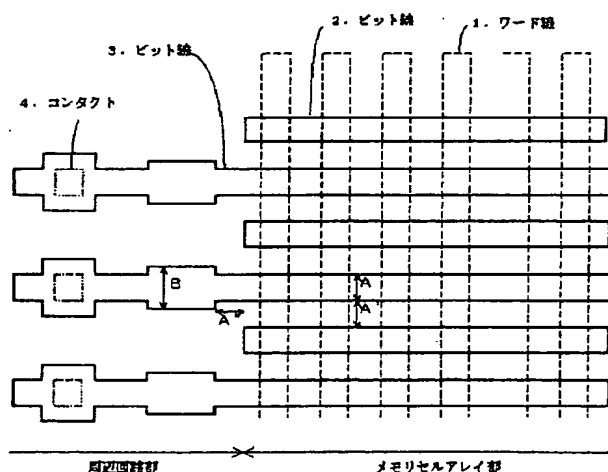 2. ビット線
1. ワード線
3. ビット線
4. コンタクト
B
A
A
A
周辺回路部
メモリセルアレイ部